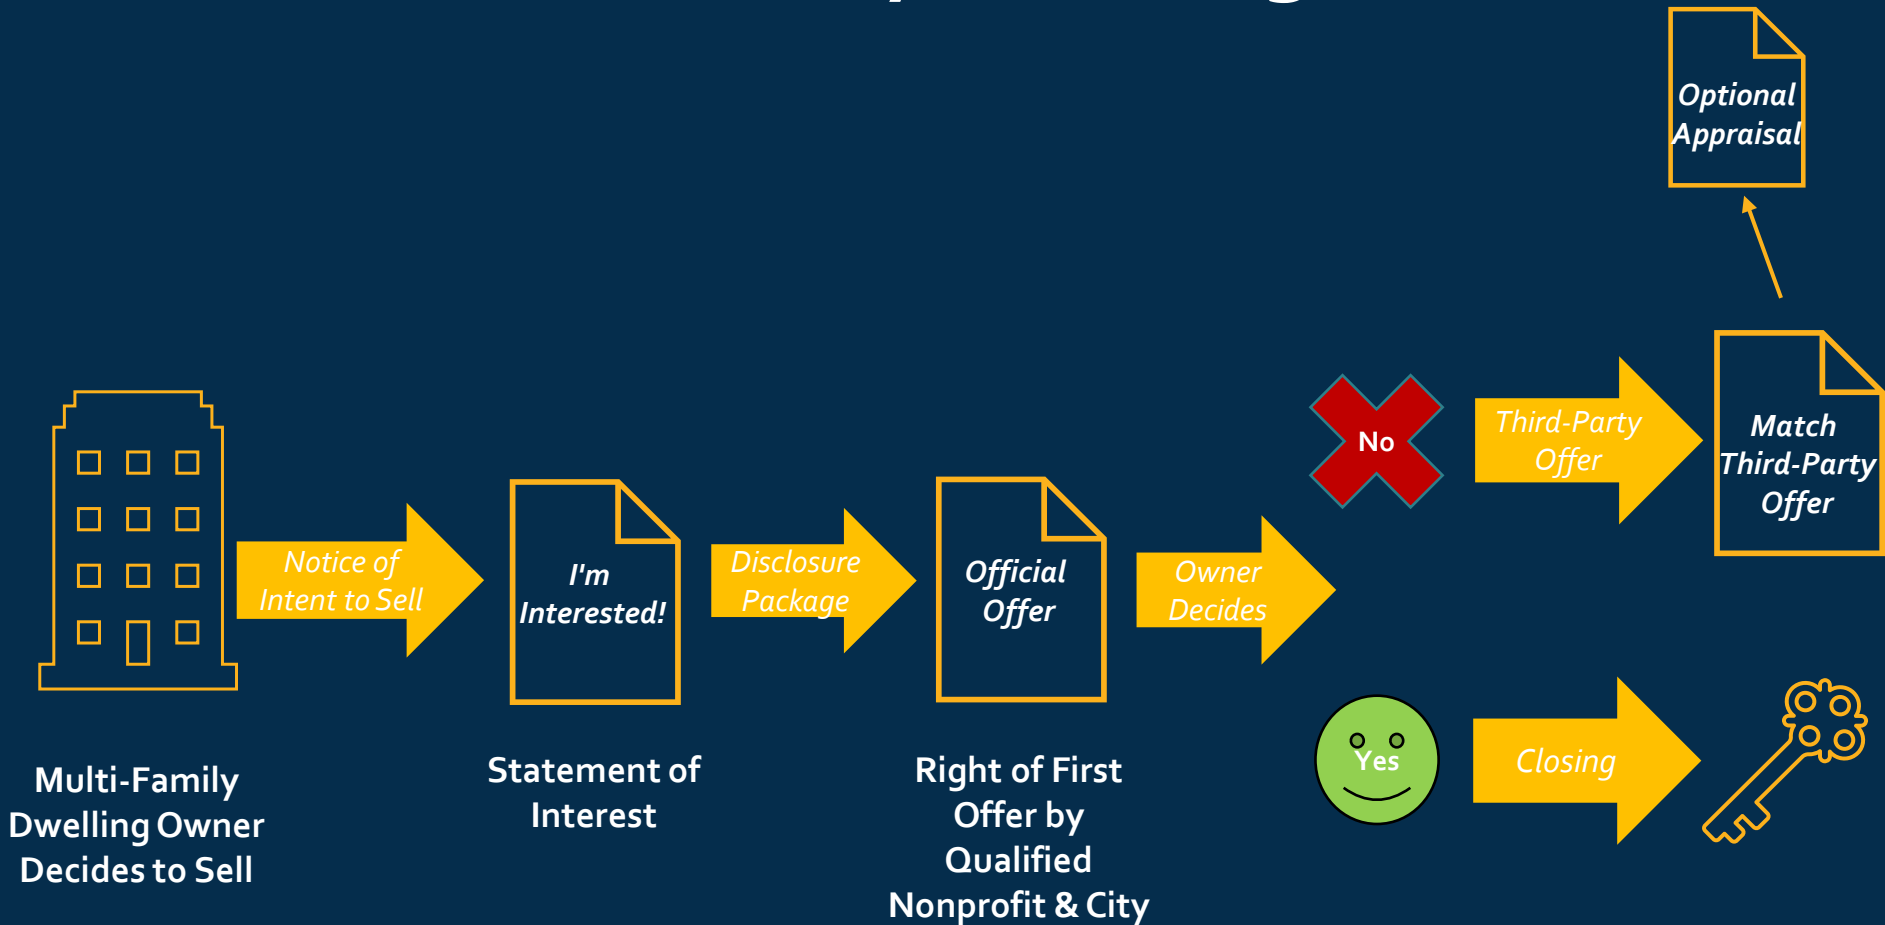 Optional
Appraisal
No
Third-Party
Offer
Match
Third-Party
Offer
Notice of
Intent to Sell
I'm
Interested!
Disclosure
Package
Official
Offer
Owner
Decides
Yes
Closing
Multi-Family
Dwelling Owner
Decides to Sell
Statement of
Interest
Right of First
Offer by
Qualified
Nonprofit & City